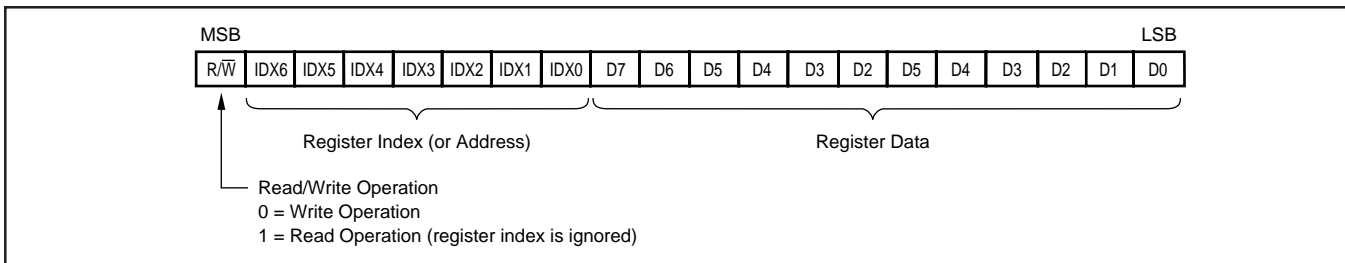 MSB LSB
R/W̅ IDX6 IDX5 IDX4 IDX3 IDX2 IDX1 IDX0 D7 D6 D5 D4 D3 D2 D5 D4 D3 D2 D1 D0
Register Index (or Address) Register Data
Read/Write Operation
0 = Write Operation
1 = Read Operation (register index is ignored)